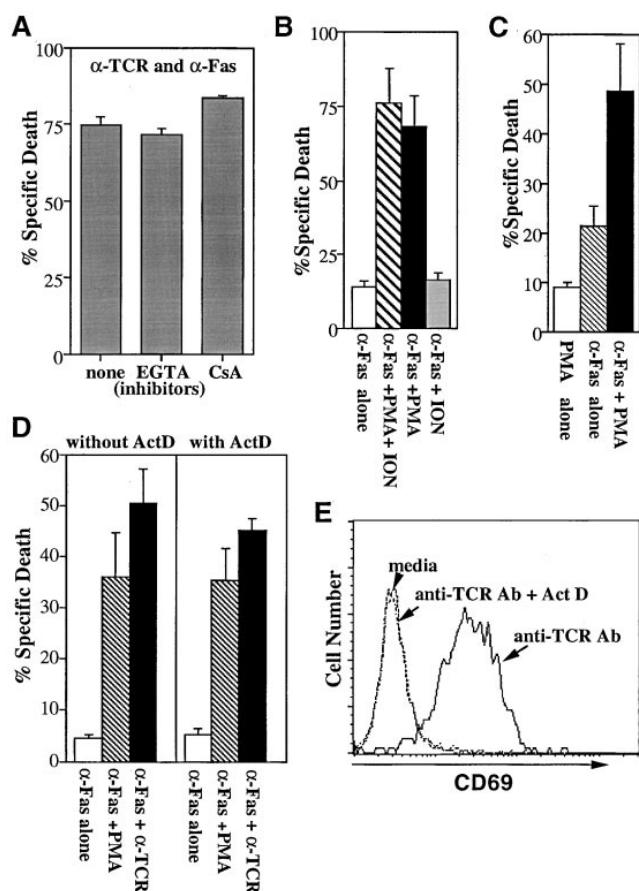 A
α-TCR and α-Fas
% Specific Death
100
75
50
25
0
none EGTA CsA
(inhibitors)
B
%Specific Death
100
75
50
25
0
α-Fas alone
α-Fas +PMA+ ION
α-Fas+PMA
α-Fas + ION
C
%Specific Death
60
50
40
30
20
10
0
PMA alone
α-Fas alone
α-Fas + PMA
D
without ActD with ActD
% Specific Death
60
50
40
30
20
10
0
α-Fas alone
α-Fas +PMA
α-Fas + α-TCR
α-Fas alone
α-Fas +PMA
α-Fas + α-TCR
E
Cell Number
media
anti-TCR Ab + Act D
anti-TCR Ab
CD69